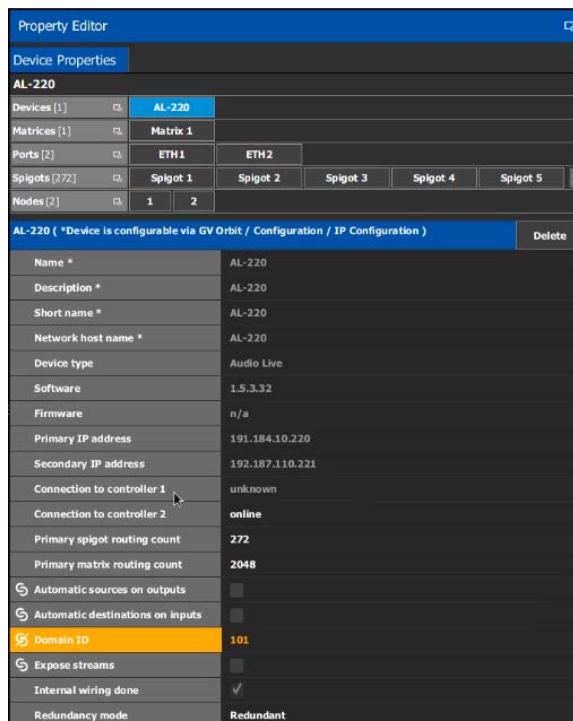 Property Editor
Device Properties
AL-220
Devices [1] AL-220
Matrices [1] Matrix 1
Ports [2] ETH1 ETH2
Spigots [272] Spigot 1 Spigot 2 Spigot 3 Spigot 4 Spigot 5
Nodes [2] 1 2
AL-220 ( *Device is configurable via GV Orbit / Configuration / IP Configuration ) Delete
Name * AL-220
Description * AL-220
Short name * AL-220
Network host name * AL-220
Device type Audio Live
Software 1.5.3.32
Firmware n/a
Primary IP address 191.184.10.220
Secondary IP address 192.187.110.221
Connection to controller 1 unknown
Connection to controller 2 online
Primary spigot routing count 272
Primary matrix routing count 2048
Automatic sources on outputs
Automatic destinations on inputs
Domain ID 101
Expose streams
Internal wiring done
Redundancy mode Redundant